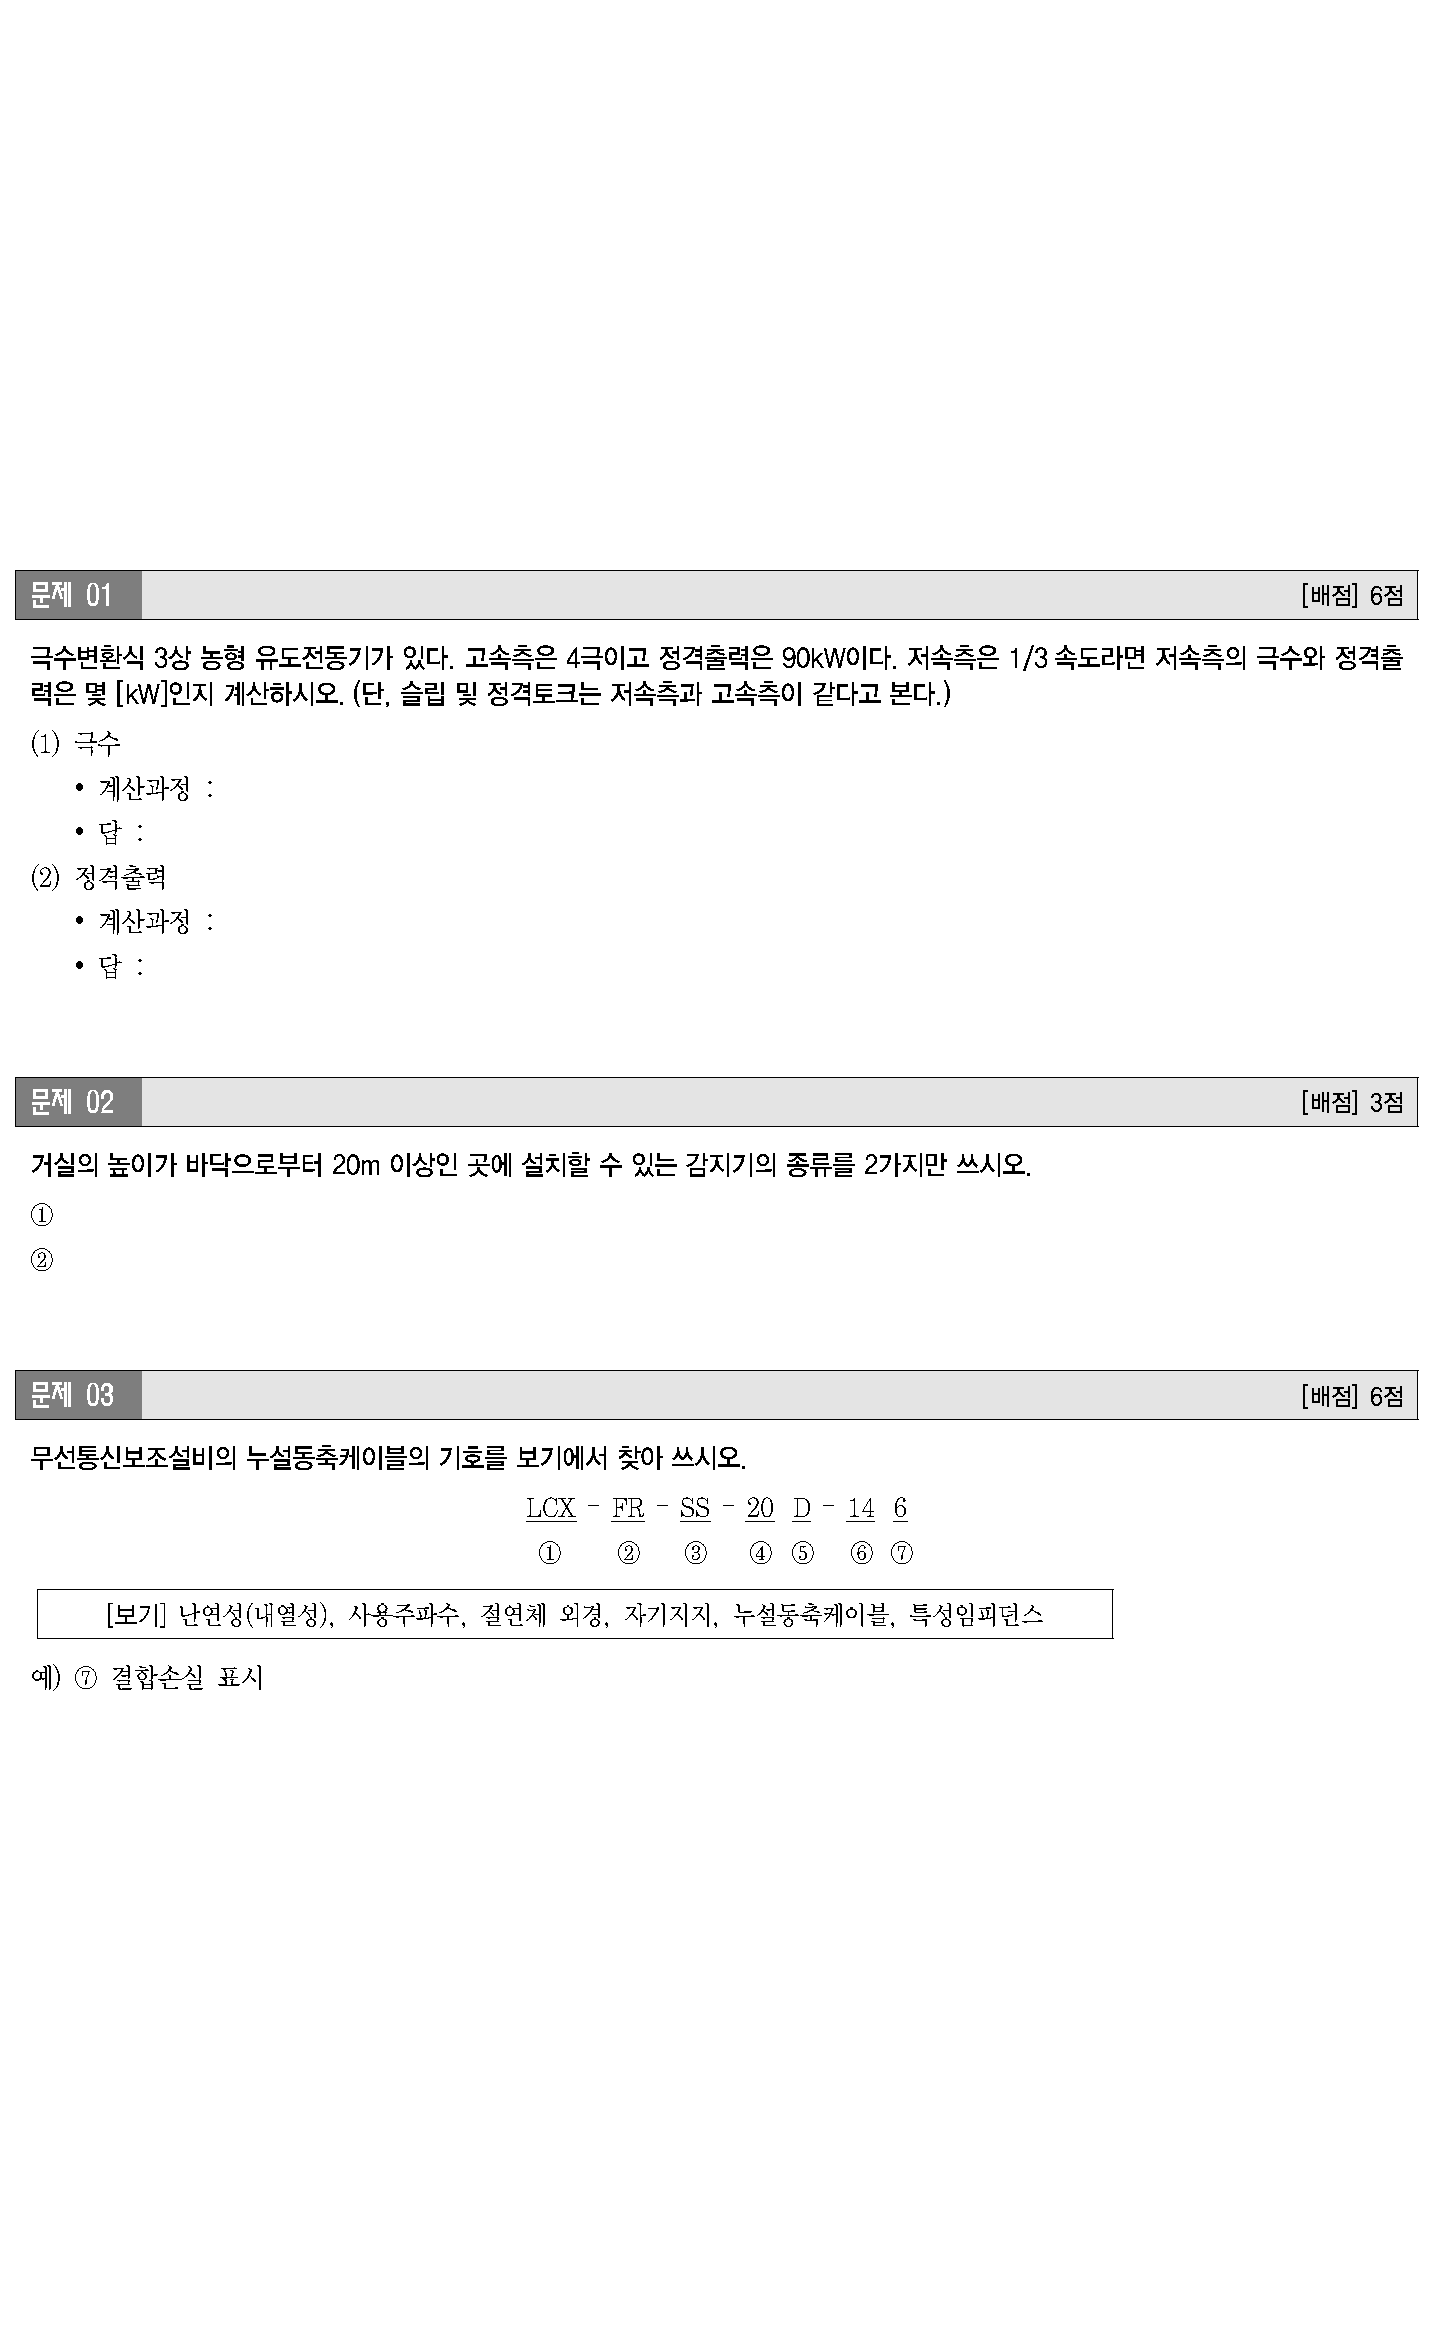 문제 01 [배점] 6점
극수변환식 3상 농형 유도전동기가 있다. 고속측은 4극이고 정격출력은 90kW이다. 저속측은 1/3 속도라면 저속측의 극수와 정격출
력은 몇 [kW]인지 계산하시오. (단, 슬립 및 정격토크는 저속측과 고속측이 같다고 본다.)
(1) 극수
• 계산과정 :
• 답 :
(2) 정격출력
• 계산과정 :
• 답 :
문제 02 [배점] 3점
거실의 높이가 바닥으로부터 20m 이상인 곳에 설치할 수 있는 감지기의 종류를 2가지만 쓰시오.
①
②
문제 03 [배점] 6점
무선통신보조설비의 누설동축케이블의 기호를 보기에서 찾아 쓰시오.
LCX - FR - SS - 20 D - 14 6
① ② ③ ④ ⑤ ⑥ ⑦
[보기] 난연성(내열성), 사용주파수, 절연체 외경, 자기지지, 누설동축케이블, 특성임피던스
예) ⑦ 결합손실 표시